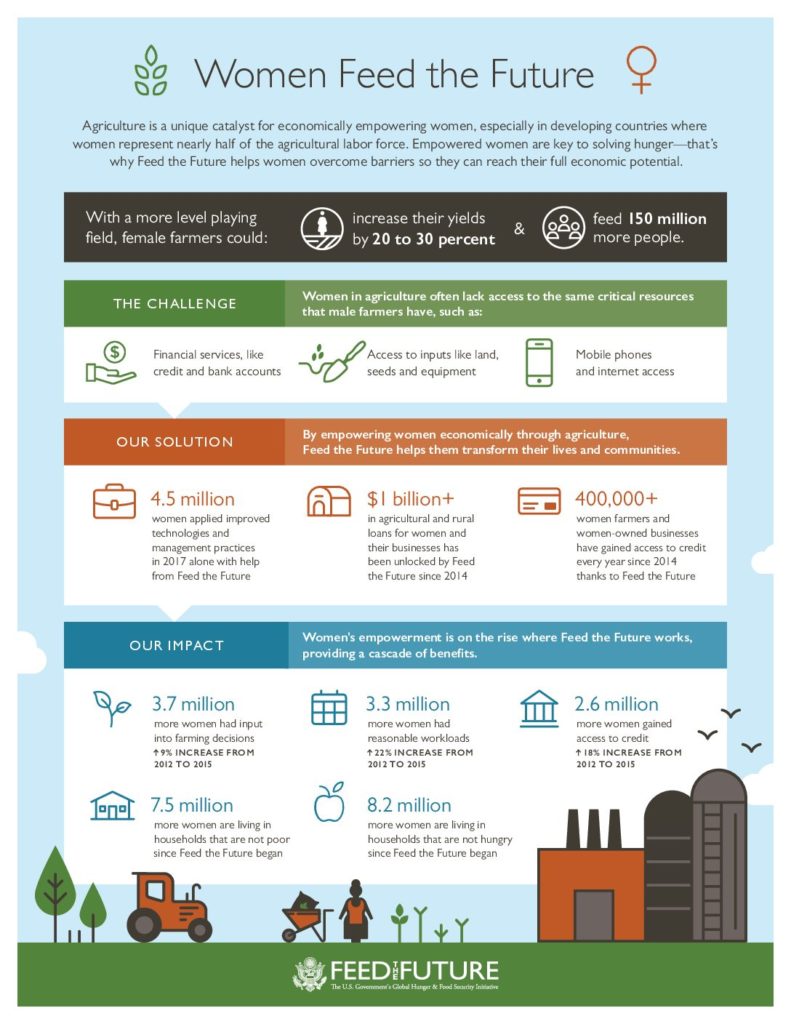 Women Feed the Future
Agriculture is a unique catalyst for economically empowering women, especially in developing countries where
women represent nearly half of the agricultural labor force. Empowered women are key to solving hunger—that's
why Feed the Future helps women overcome barriers so they can reach their full economic potential.
With a more level playing
field, female farmers could:
increase their yields
by 20 to 30 percent
&
feed 150 million
more people.
THE CHALLENGE
Women in agriculture often lack access to the same critical resources
that male farmers have, such as:
$
Financial services, like
credit and bank accounts
Access to inputs like land,
seeds and equipment
Mobile phones
and internet access
OUR SOLUTION
By empowering women economically through agriculture,
Feed the Future helps them transform their lives and communities.
4.5 million
women applied improved
technologies and
management practices
in 2017 alone with help
from Feed the Future
$1 billion+
in agricultural and rural
loans for women and
their businesses has
been unlocked by Feed
the Future since 2014
400,000+
women farmers and
women-owned businesses
have gained access to credit
every year since 2014
thanks to Feed the Future
OUR IMPACT
Women's empowerment is on the rise where Feed the Future works,
providing a cascade of benefits.
3.7 million
more women had input
into farming decisions
↑9% INCREASE FROM
2012 TO 2015
3.3 million
more women had
reasonable workloads
↑22% INCREASE FROM
2012 TO 2015
2.6 million
more women gained
access to credit
↑18% INCREASE FROM
2012 TO 2015
7.5 million
more women are living in
households that are not poor
since Feed the Future began
8.2 million
more women are living in
households that are not hungry
since Feed the Future began
FEED THE FUTURE
The U.S. Government's Global Hunger & Food Security Initiative